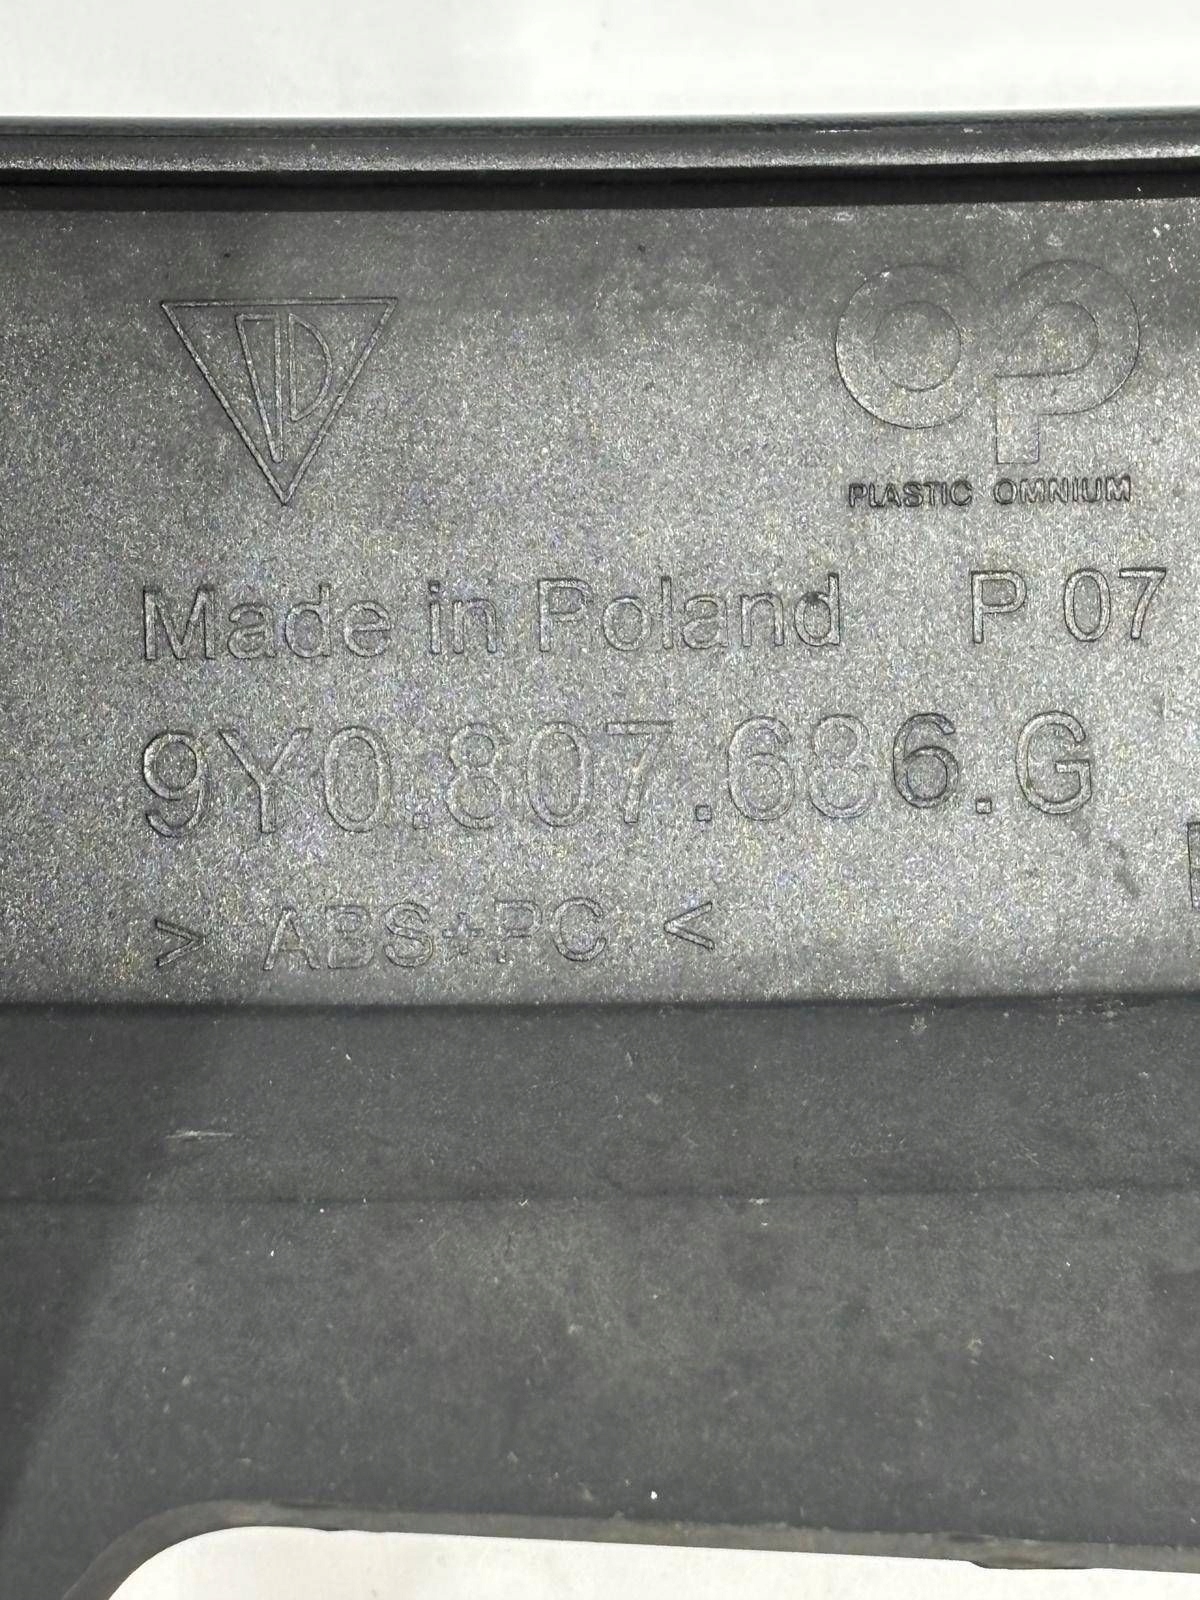 PLASTIC OMNIUM
Made in Poland P 07
9Y0.807.686.G
> ABS+PC <